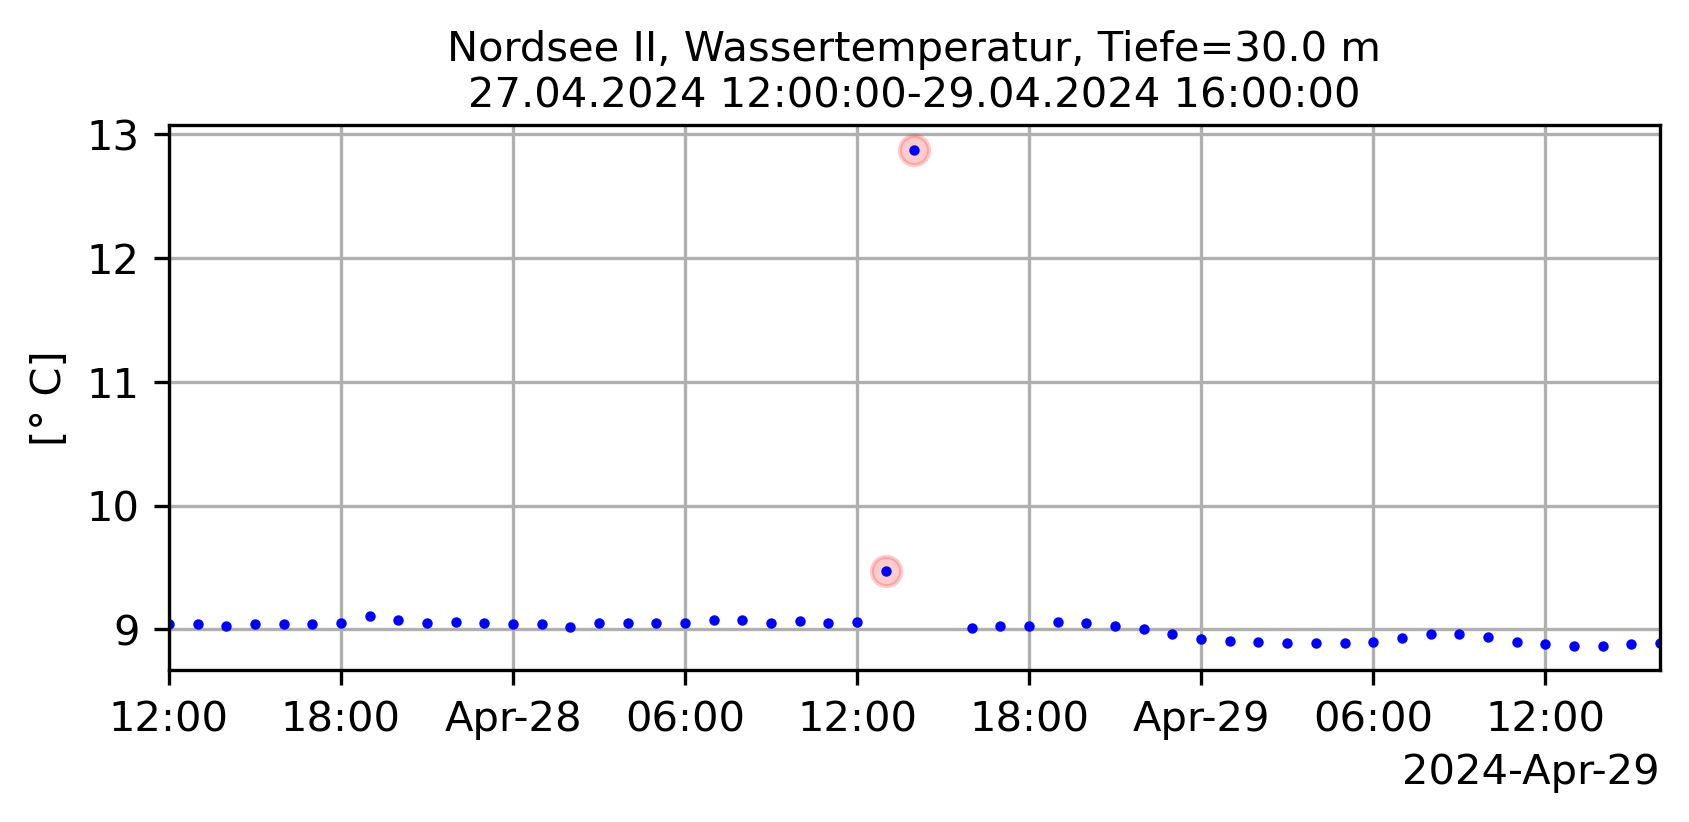 Nordsee II, Wassertemperatur, Tiefe=30.0 m
27.04.2024 12:00:00-29.04.2024 16:00:00
[° C]
13
12
11
10
9
12:00 18:00 Apr-28 06:00 12:00 18:00 Apr-29 06:00 12:00
2024-Apr-29